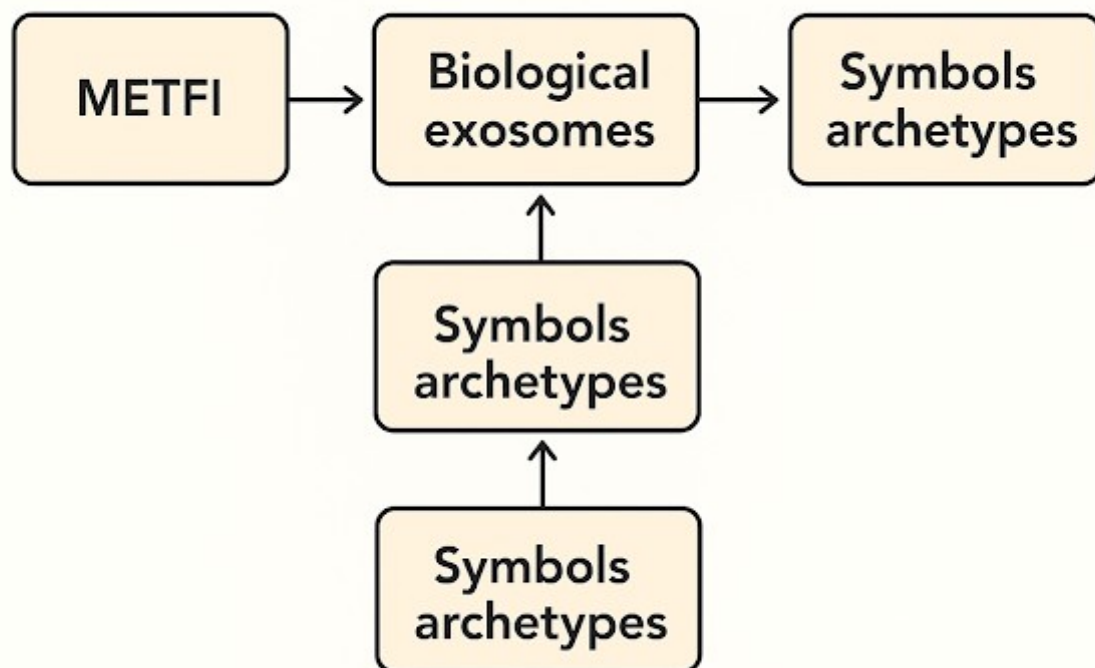 METFI
Biological
exosomes
Symbols
archetypes
Symbols
archetypes
Symbols
archetypes